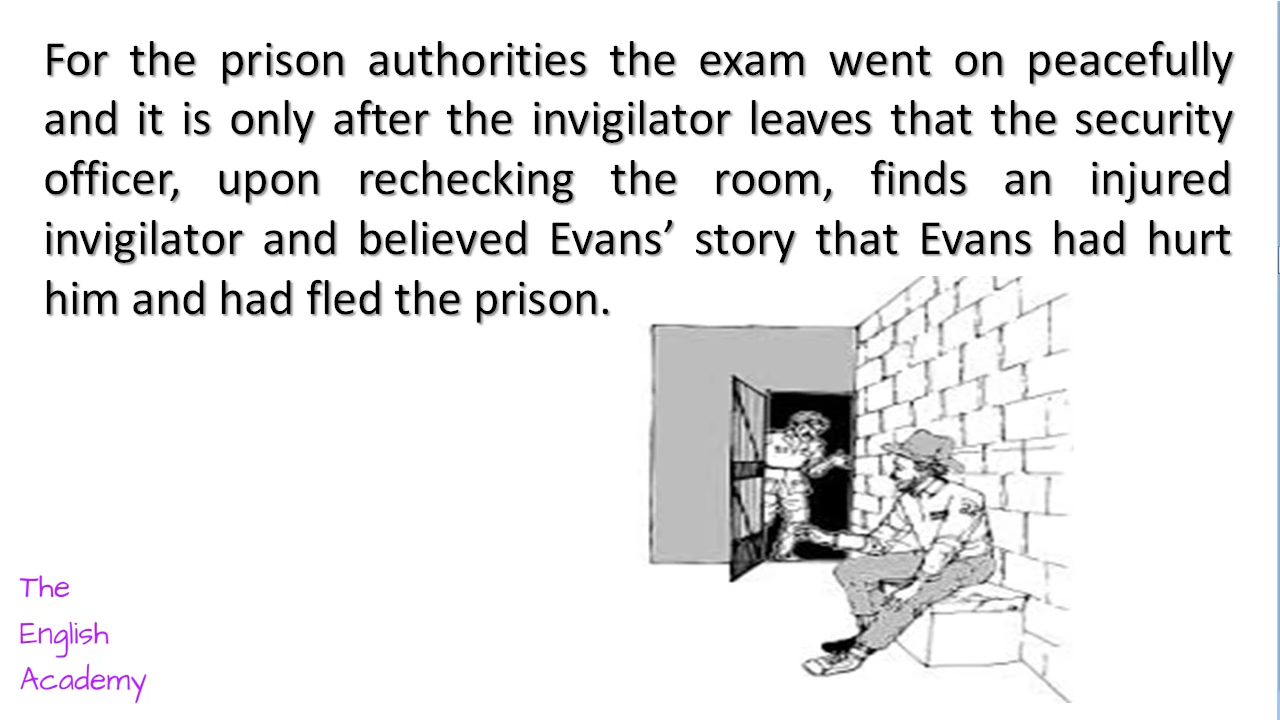 For the prison authorities the exam went on peacefully
and it is only after the invigilator leaves that the security
officer, upon rechecking the room, finds an injured
invigilator and believed Evans’ story that Evans had hurt
him and had fled the prison.
The
English
Academy